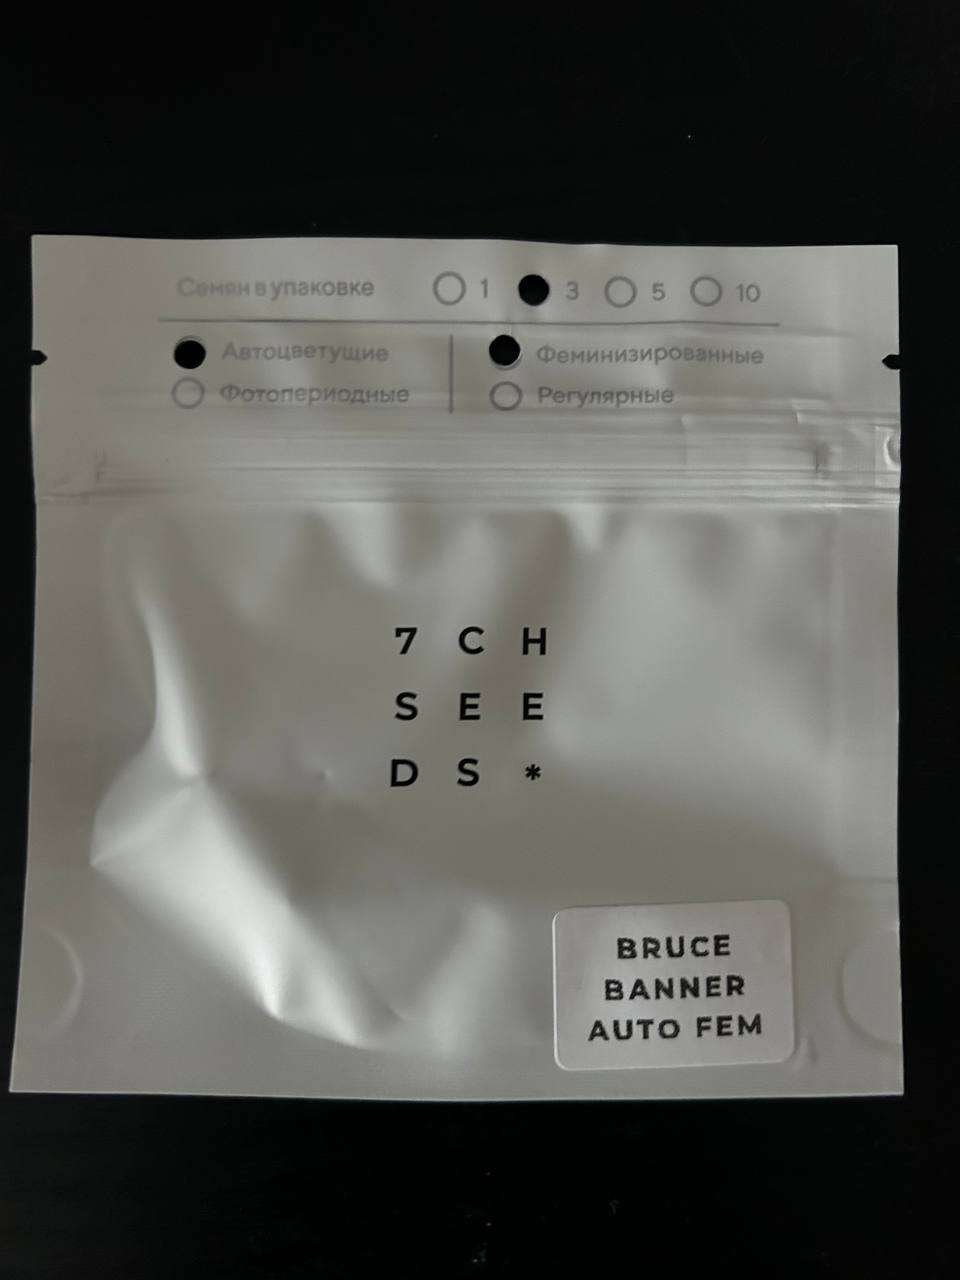 Семян в упаковке 1 3 5 10
Автоцветущие Феминизированные
Фотопериодные Регулярные
7 C H
S E E
D S *
BRUCE
BANNER
AUTO FEM